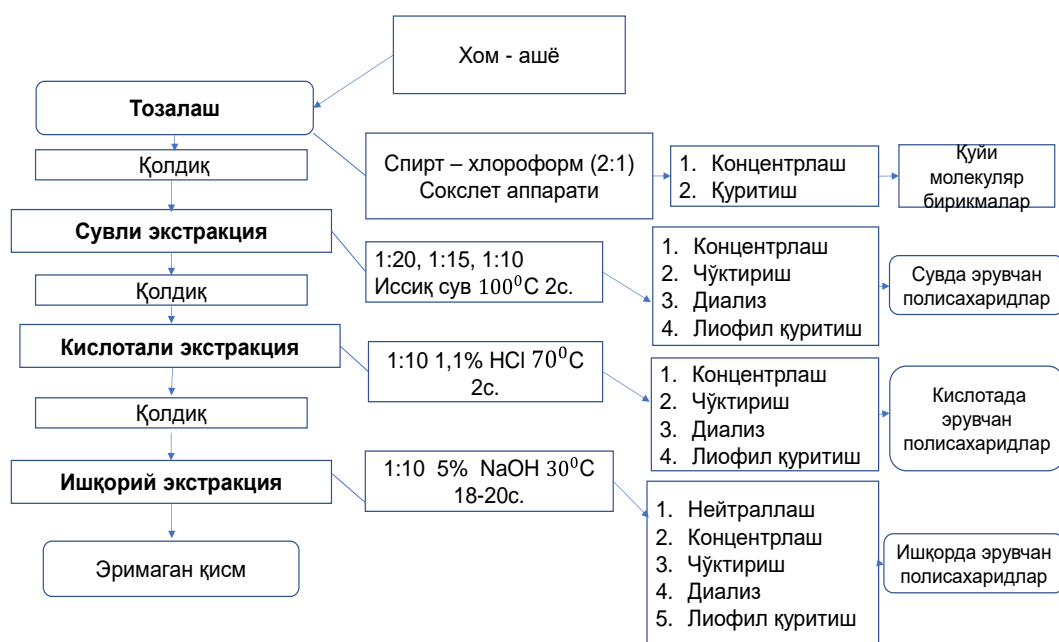 Хом - ашё
Тозалаш
Қолдиқ
Спирт – хлороформ (2:1)
Сокслет аппарати
1. Концентрлаш
2. Қуритиш
Қуйи
молекуляр
бирикмалар
Сувли экстракция
1:20, 1:15, 1:10
Иссиқ сув 100⁰C 2с.
1. Концентрлаш
2. Чўктириш
3. Диализ
4. Лиофил қуритиш
Сувда эрувчан
полисахаридлар
Қолдиқ
Кислотали экстракция
1:10 1,1% HCl 70⁰C
2с.
1. Концентрлаш
2. Чўктириш
3. Диализ
4. Лиофил қуритиш
Кислотада
эрувчан
полисахаридлар
Қолдиқ
Ишқорий экстракция
1:10 5% NaOH 30⁰C
18-20с.
1. Нейтраллаш
2. Концентрлаш
3. Чўктириш
4. Диализ
5. Лиофил қуритиш
Ишқорда эрувчан
полисахаридлар
Эримаган қисм